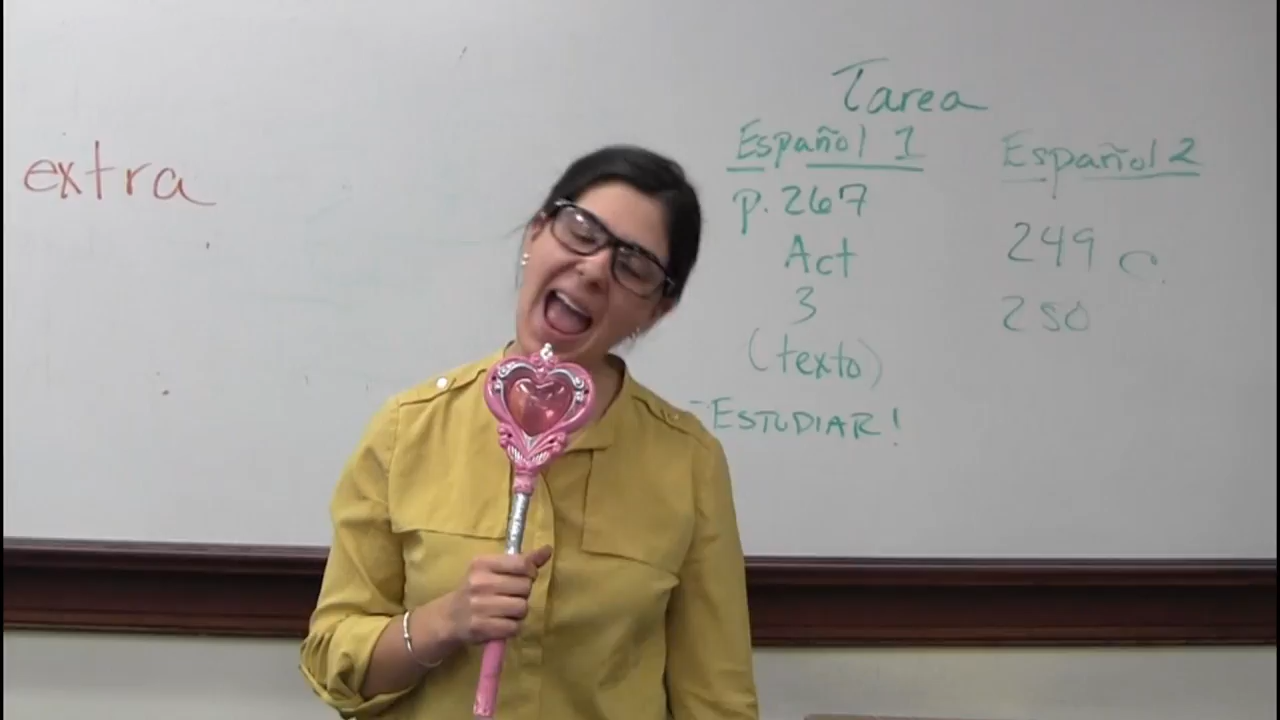 extra
Tarea
Español 1
p. 267
Act
3
(texto)
-ESTUDIAR!
Español 2
249 C
250